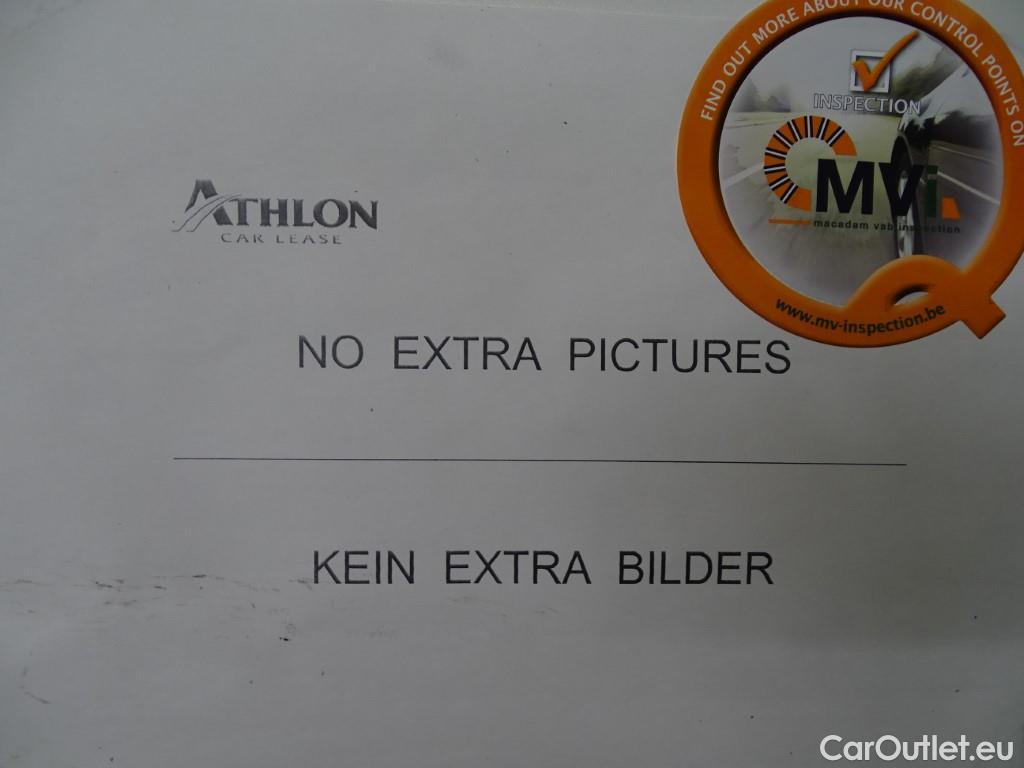 FIND OUT MORE ABOUT OUR CONTROL POINTS ON
INSPECTION
MVi
macadam vab inspection
www.mv-inspection.be
ATHLON
CAR LEASE
NO EXTRA PICTURES
KEIN EXTRA BILDER
CarOutlet.eu